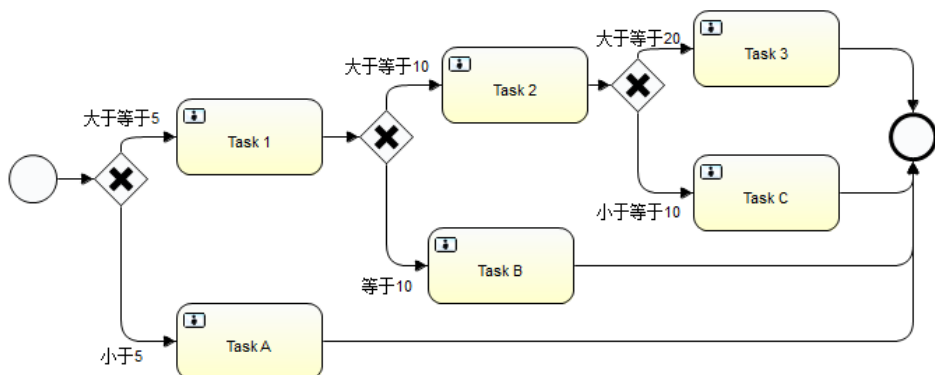 大于等于20
Task 3
大于等于10
Task 2
大于等于5
Task 1
小于等于10
Task C
等于10
Task B
小于5
Task A